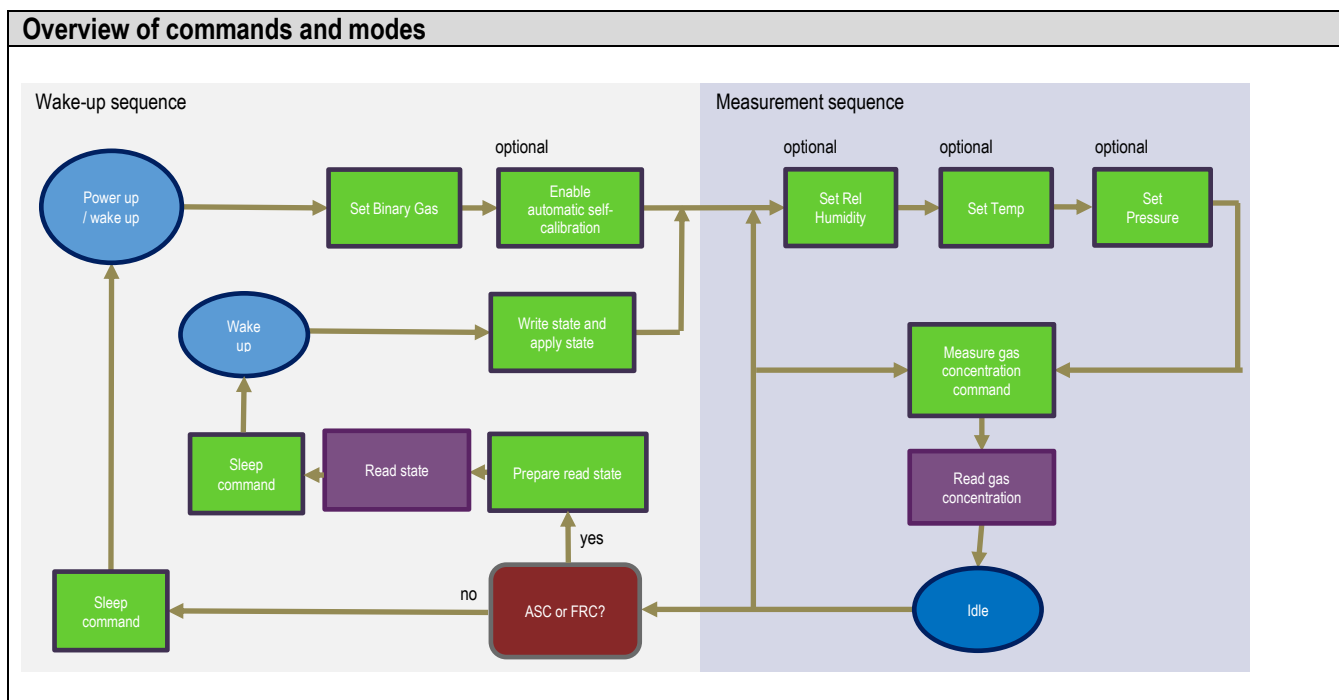 Overview of commands and modes
Wake-up sequence
Measurement sequence
optional
optional
optional
optional
Power up
/ wake up
Set Binary Gas
Enable
automatic self-
calibration
Set Rel
Humidity
Set Temp
Set
Pressure
Wake
up
Write state and
apply state
Measure gas
concentration
command
Sleep
command
Read state
Prepare read state
Read gas
concentration
yes
Sleep
command
no
ASC or FRC?
Idle